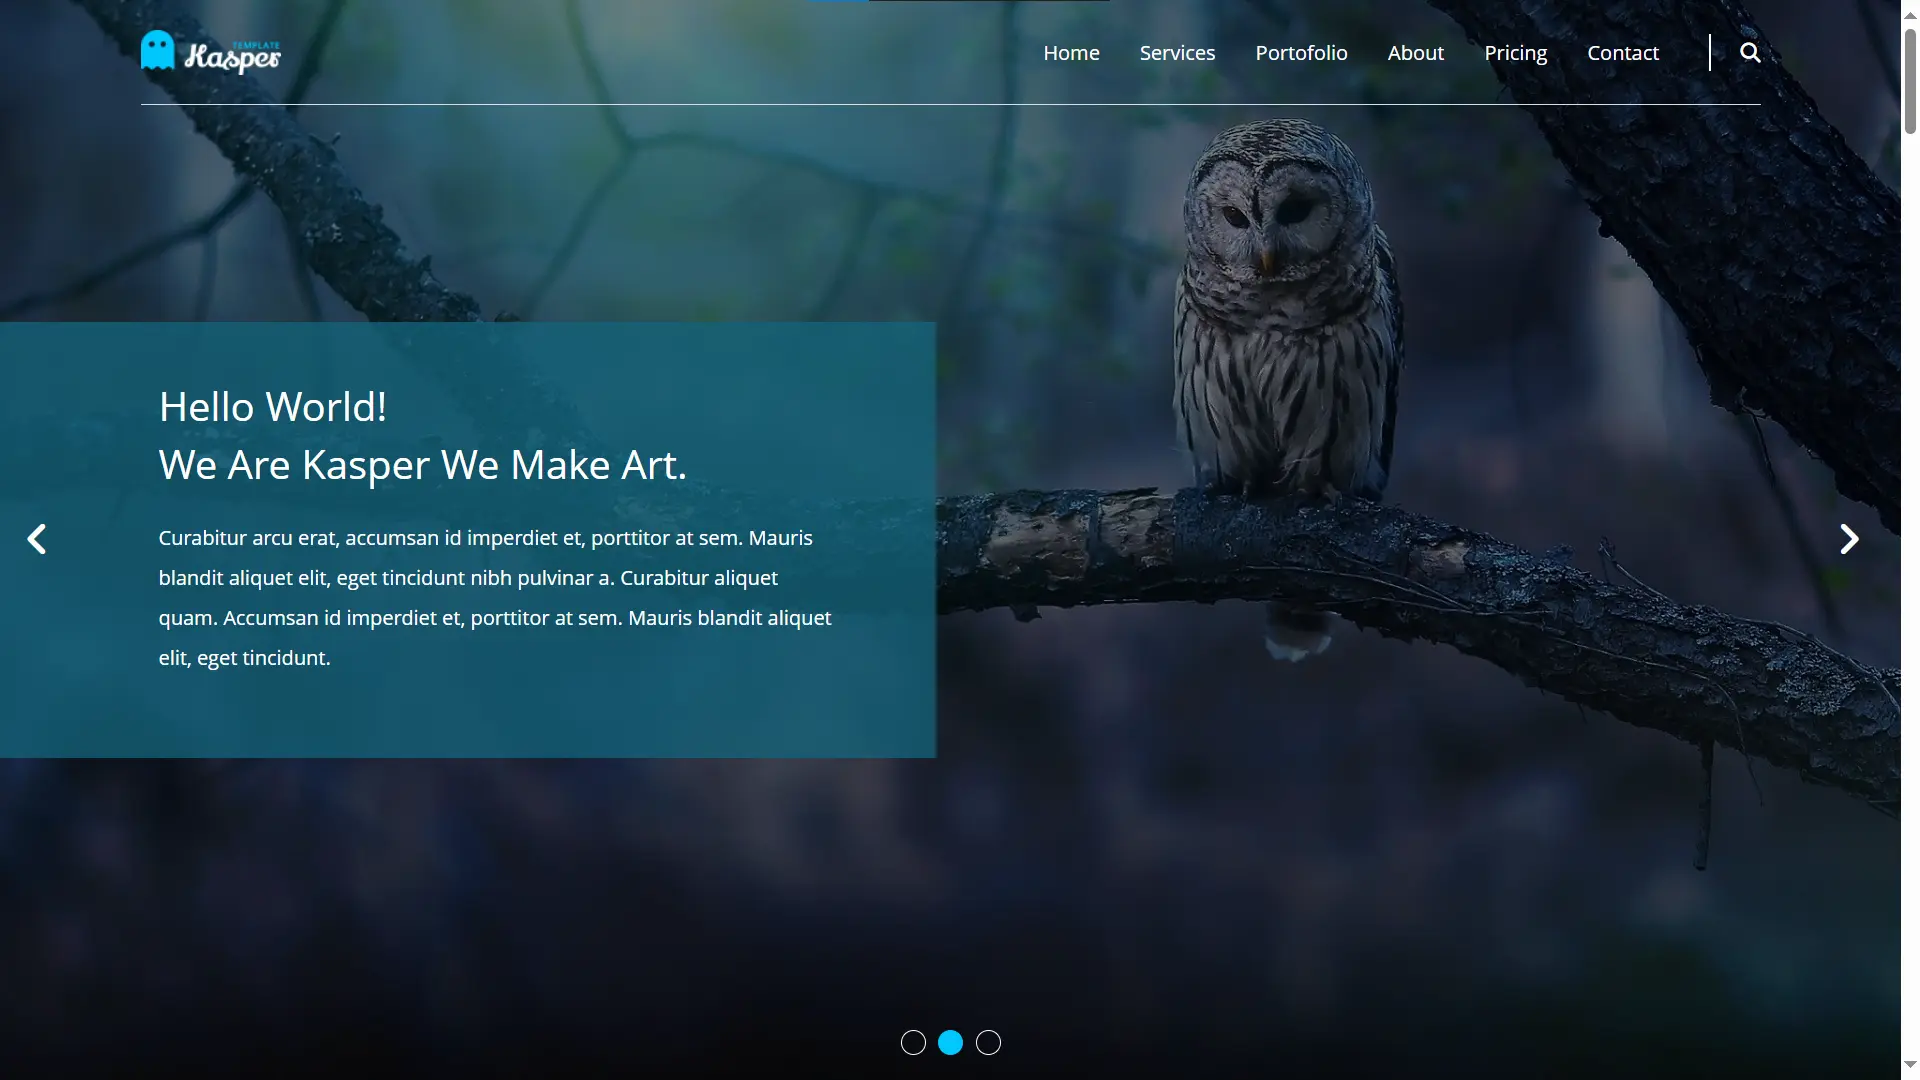 TEMPLATE
Kasper
Home Services Portofolio About Pricing Contact
Hello World!
We Are Kasper We Make Art.
Curabitur arcu erat, accumsan id imperdiet et, porttitor at sem. Mauris
blandit aliquet elit, eget tincidunt nibh pulvinar a. Curabitur aliquet
quam. Accumsan id imperdiet et, porttitor at sem. Mauris blandit aliquet
elit, eget tincidunt.